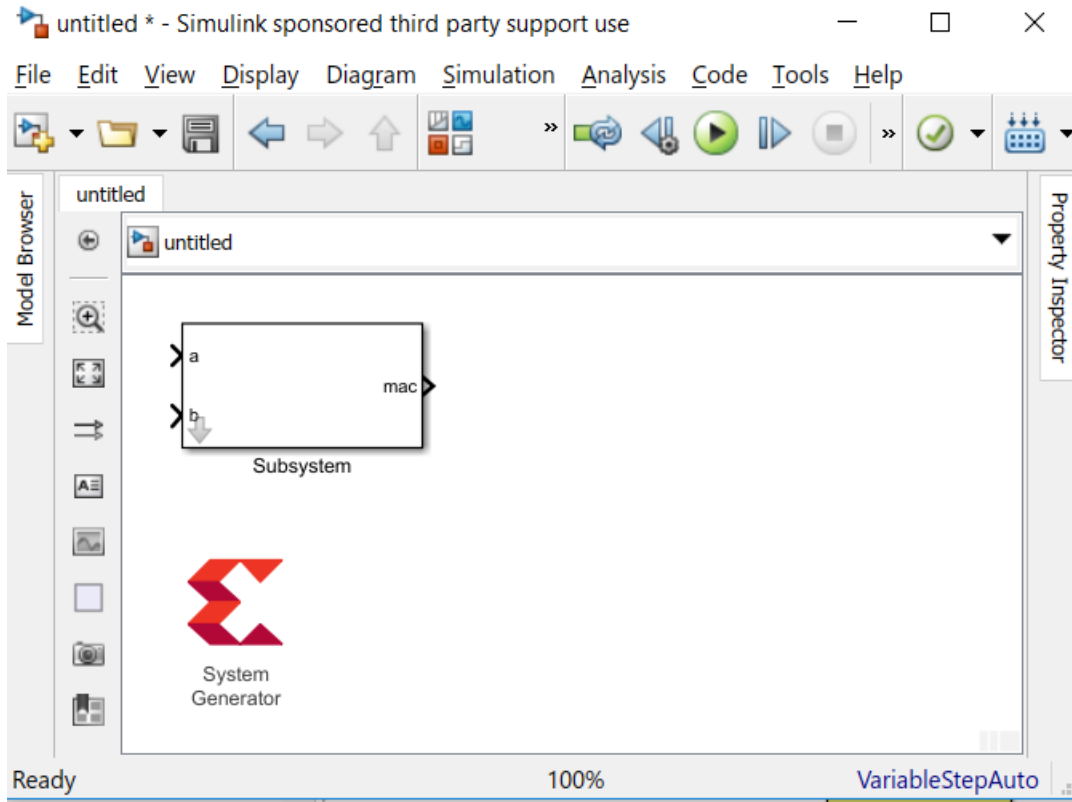 untitled * - Simulink sponsored third party support use
File Edit View Display Diagram Simulation Analysis Code Tools Help
» »
Model Browser
untitled
untitled
Property Inspector
a
mac
b
Subsystem
System
Generator
Ready 100% VariableStepAuto